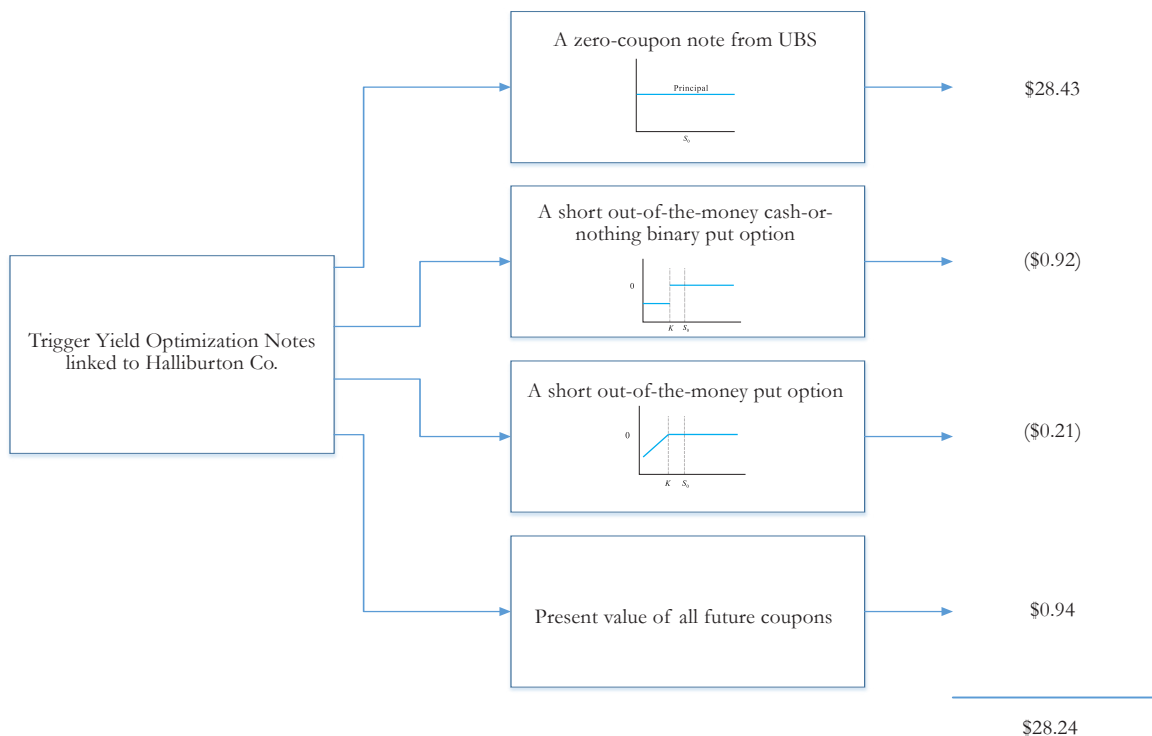 A zero-coupon note from UBS
Principal
S₀
$28.43
A short out-of-the-money cash-or-
nothing binary put option
0
K
S₀
($0.92)
Trigger Yield Optimization Notes
linked to Halliburton Co.
A short out-of-the-money put option
0
K
S₀
($0.21)
Present value of all future coupons
$0.94
$28.24